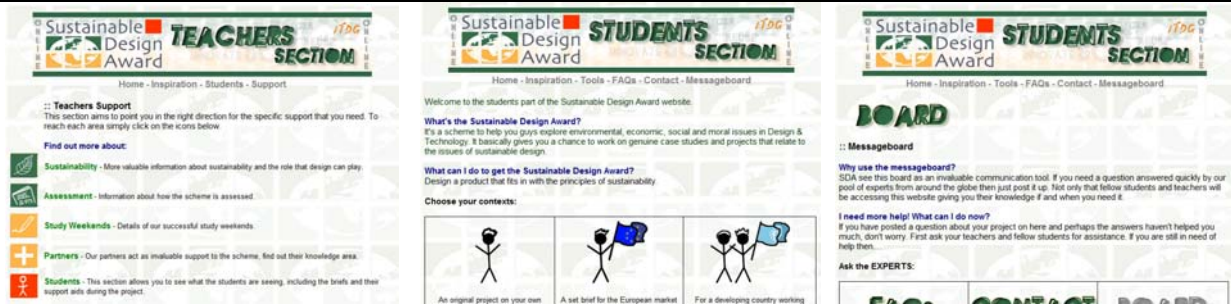 Sustainable
Design
Award
TEACHERS
SECTION
ITDG
Home - Inspiration - Students - Support
:: Teachers Support
This section aims to point you in the right direction for the specific support that you need. To
reach each area simply click on the icons below.
Find out more about:
Sustainability - More valuable information about sustainability and the role that design can play.
Assessment - Information about how the scheme is assessed.
Study Weekends - Details of our successful study weekends.
Partners - Our partners act as invaluable support to the scheme, find out their knowledge area.
Students - This section allows you to see what the students are seeing, including the briefs and their
support aids during the project.
Sustainable
Design
Award
STUDENTS
SECTION
ITDG
Home - Inspiration - Tools - FAQs - Contact - Messageboard
Welcome to the students part of the Sustainable Design Award website.
What's the Sustainable Design Award?
It's a scheme to help you guys explore environmental, economic, social and moral issues in Design &
Technology. It basically gives you a chance to work on genuine case studies and projects that relate to
the issues of sustainable design.
What can I do to get the Sustainable Design Award?
Design a product that fits in with the principles of sustainability
Choose your contexts:
An original project on your own
A set brief for the European market
For a developing country working
Sustainable
Design
Award
STUDENTS
SECTION
ITDG
Home - Inspiration - Tools - FAQs - Contact - Messageboard
BOARD
:: Messageboard
Why use the messageboard?
SDA see this board as an invaluable communication tool. If you need a question answered quickly by our
pool of experts from around the globe then just post it up. Not only that fellow students and teachers will
be accessing this website giving you their knowledge if and when you need it.
I need more help! What can I do now?
If you have posted a question about your project on here and perhaps the answers haven't helped you
much, don't worry. First ask your teachers and fellow students for assistance. If you are still in need of
help then...
Ask the EXPERTS:
FAQs
CONTACT
BOARD